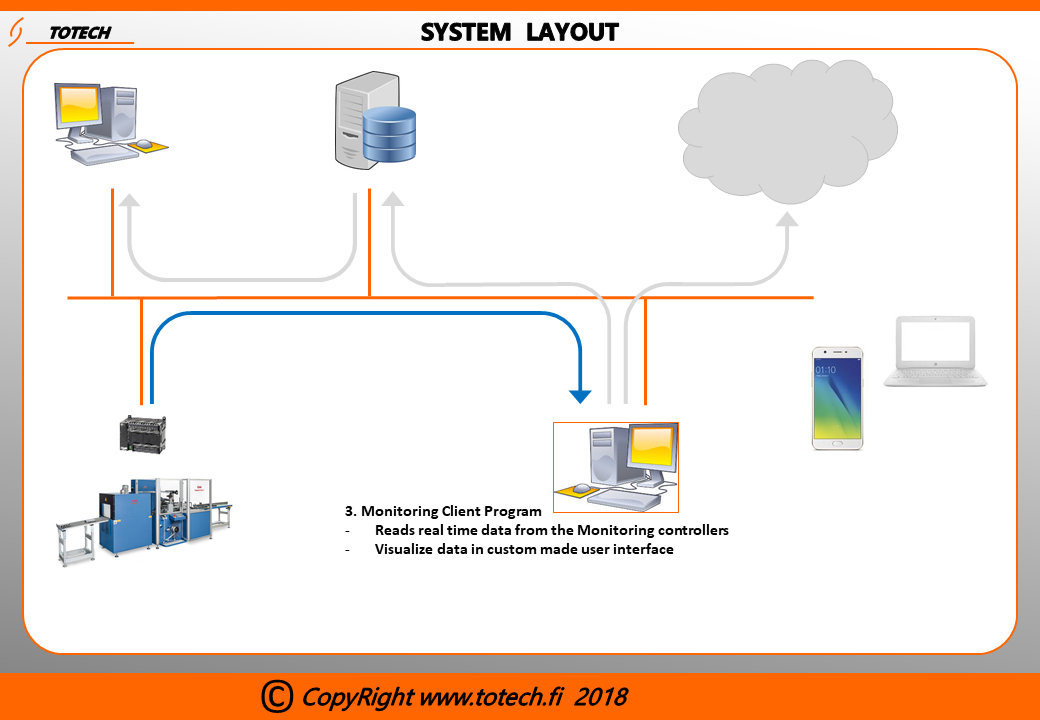 TOTECH
SYSTEM LAYOUT
01:10
3. Monitoring Client Program
- Reads real time data from the Monitoring controllers
- Visualize data in custom made user interface
© CopyRight www.totech.fi 2018